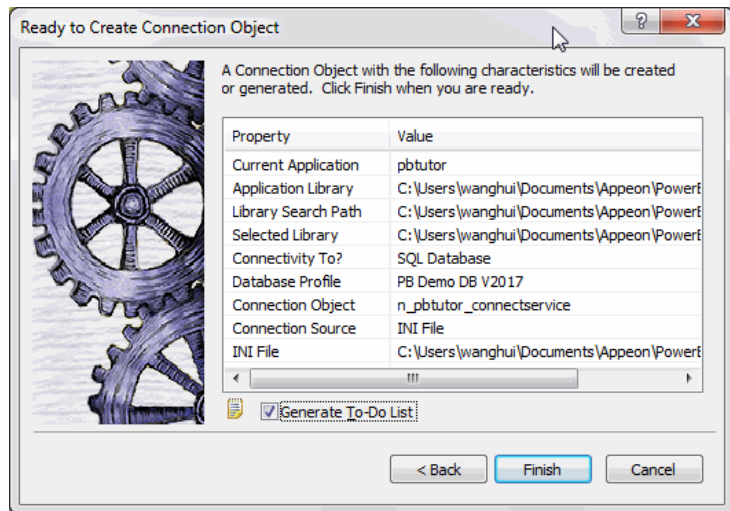 Ready to Create Connection Object
A Connection Object with the following characteristics will be created
or generated. Click Finish when you are ready.
Property Value
Current Application pbtutor
Application Library C:\Users\wanghui\Documents\Appeon\PowerE
Library Search Path C:\Users\wanghui\Documents\Appeon\PowerE
Selected Library C:\Users\wanghui\Documents\Appeon\PowerE
Connectivity To? SQL Database
Database Profile PB Demo DB V2017
Connection Object n_pbtutor_connectservice
Connection Source INI File
INI File C:\Users\wanghui\Documents\Appeon\PowerE
Generate To-Do List
< Back Finish Cancel